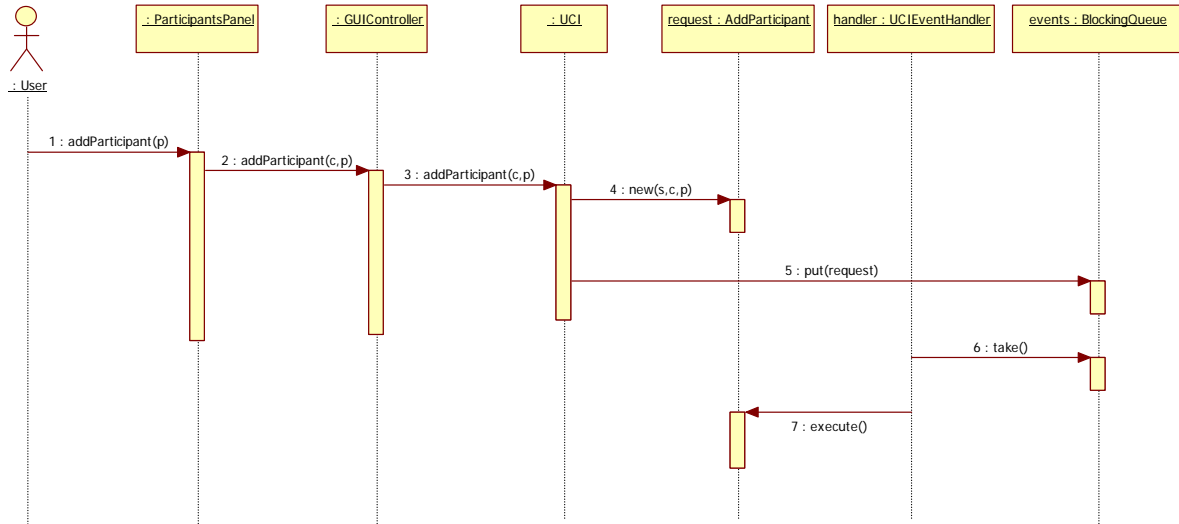 : ParticipantsPanel
: GUIController
: UCI
request : AddParticipant
handler : UCIEventHandler
events : BlockingQueue
: User
1 : addParticipant(p)
2 : addParticipant(c,p)
3 : addParticipant(c,p)
4 : new(s,c,p)
5 : put(request)
6 : take()
7 : execute()